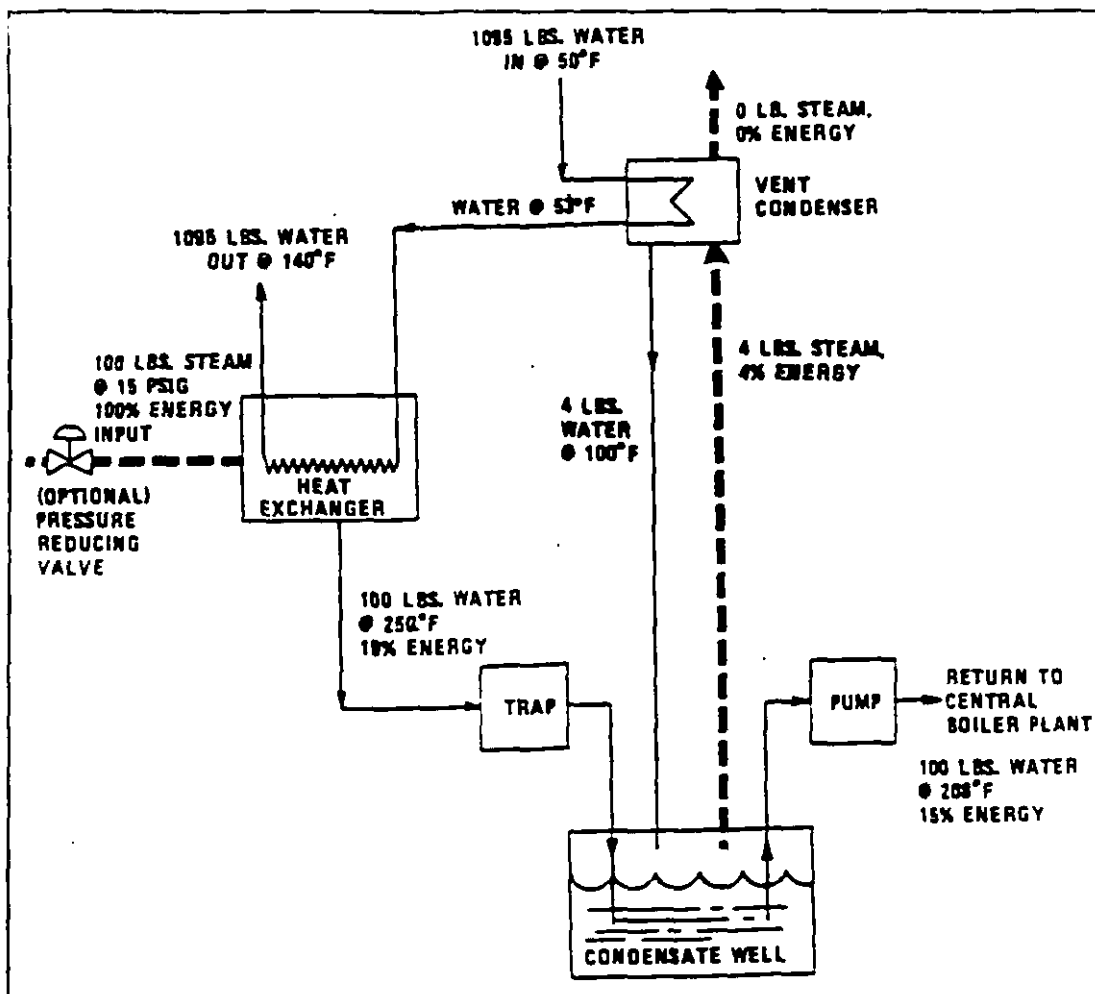 1095 LBS. WATER
IN @ 50°F
0 LB. STEAM,
0% ENERGY
VENT
CONDENSER
WATER @ 53°F
1095 LBS. WATER
OUT @ 140°F
100 LBS. STEAM
@ 15 PSIG
100% ENERGY
INPUT
4 LBS. STEAM,
4% ENERGY
4 LBS.
WATER
@ 100°F
HEAT
EXCHANGER
(OPTIONAL)
PRESSURE
REDUCING
VALVE
100 LBS. WATER
@ 250°F
19% ENERGY
TRAP
PUMP
RETURN TO
CENTRAL
BOILER PLANT
100 LBS. WATER
@ 208°F
15% ENERGY
CONDENSATE WELL